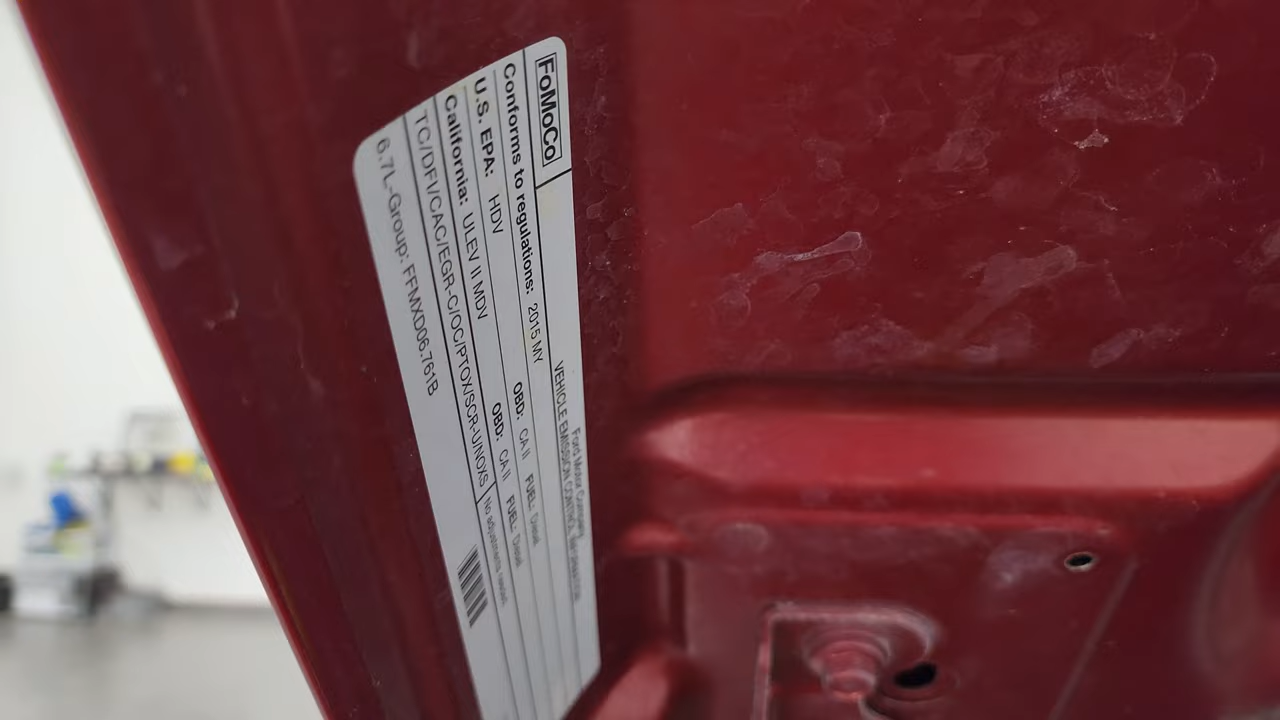 FoMoCo
Ford Motor Company
VEHICLE EMISSION CONTROL INFORMATION
Conforms to regulations: 2015 MY
U.S. EPA: HDV OBD: CA II FUEL: Diesel
California: ULEV II MDV OBD: CA II FUEL: Diesel
TC/DFI/CAC/EGR-C/OC/PTOX/SCR-U/NOXS No adjustments needed.
6.7L-Group: FFMXD06.761B